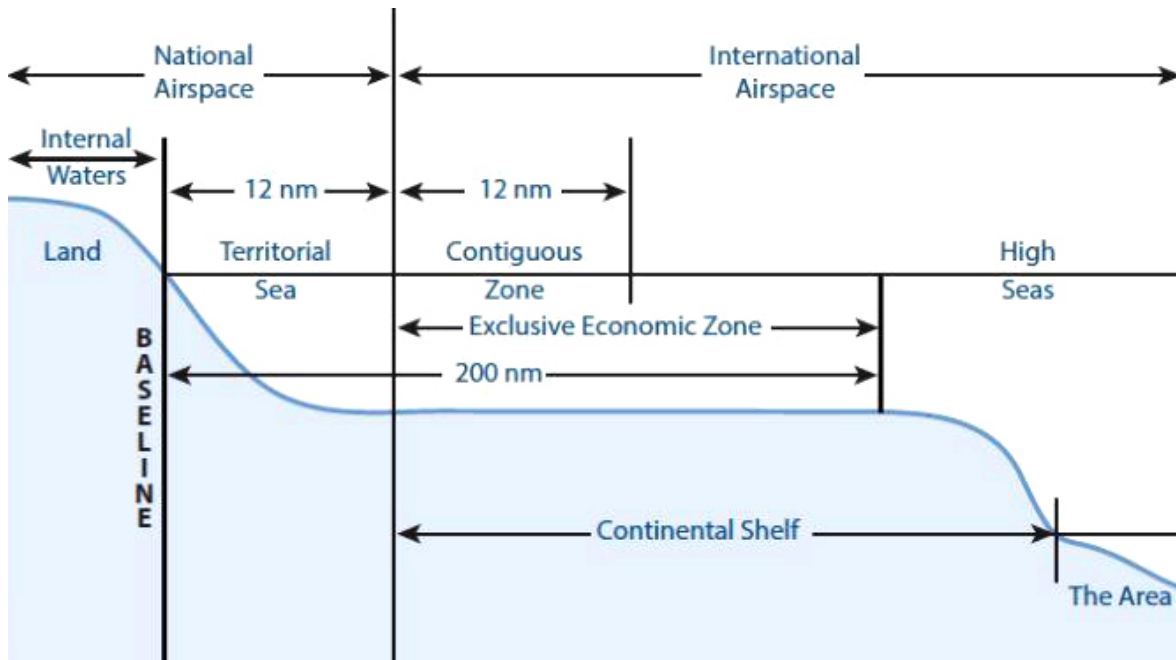 National
Airspace
International
Airspace
Internal
Waters
12 nm
12 nm
Land
Territorial
Sea
Contiguous
Zone
High
Seas
Exclusive Economic Zone
200 nm
BASELINE
Continental Shelf
The Area